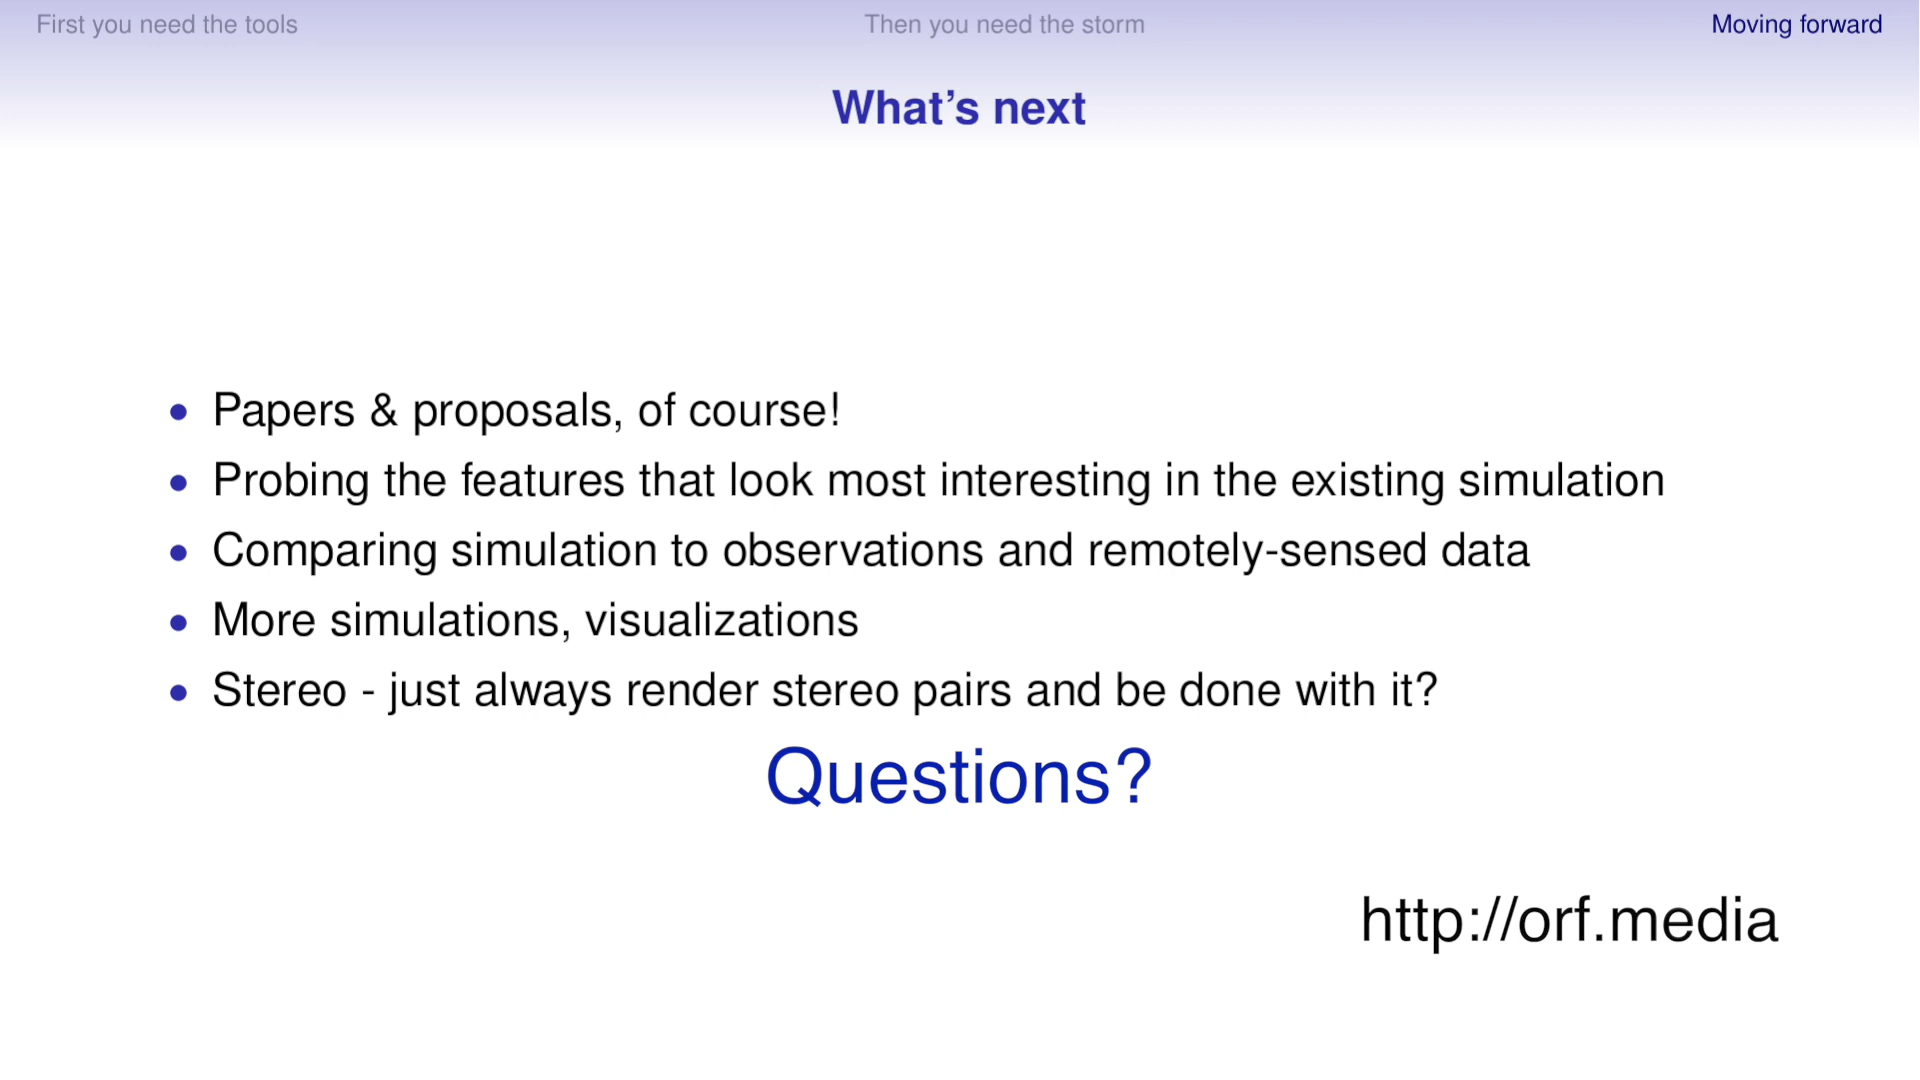 First you need the tools
Then you need the storm
Moving forward
What's next
• Papers & proposals, of course!
• Probing the features that look most interesting in the existing simulation
• Comparing simulation to observations and remotely-sensed data
• More simulations, visualizations
• Stereo - just always render stereo pairs and be done with it?
Questions?
http://orf.media